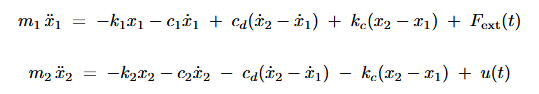 m₁ ẍ₁ = −k₁x₁ − c₁ẋ₁ + c_d(ẋ₂ − ẋ₁) + k_c(x₂ − x₁) + F_ext(t)
m₂ ẍ₂ = −k₂x₂ − c₂ẋ₂ − c_d(ẋ₂ − ẋ₁) − k_c(x₂ − x₁) + u(t)